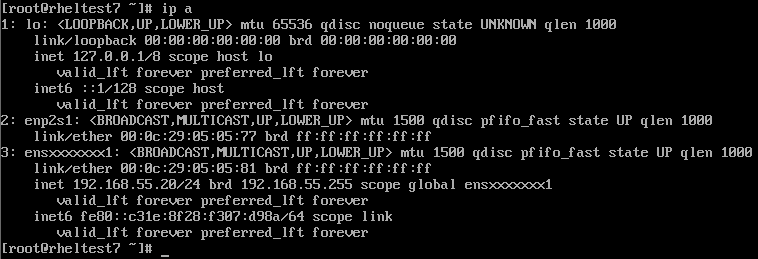 [root@rheltest7 ~]# ip a
1: lo: <LOOPBACK,UP,LOWER_UP> mtu 65536 qdisc noqueue state UNKNOWN qlen 1000
    link/loopback 00:00:00:00:00:00 brd 00:00:00:00:00:00
    inet 127.0.0.1/8 scope host lo
       valid_lft forever preferred_lft forever
    inet6 ::1/128 scope host
       valid_lft forever preferred_lft forever
2: enp2s1: <BROADCAST,MULTICAST,UP,LOWER_UP> mtu 1500 qdisc pfifo_fast state UP qlen 1000
    link/ether 00:0c:29:05:05:77 brd ff:ff:ff:ff:ff:ff
3: ensxxxxxxx1: <BROADCAST,MULTICAST,UP,LOWER_UP> mtu 1500 qdisc pfifo_fast state UP qlen 1000
    link/ether 00:0c:29:05:05:81 brd ff:ff:ff:ff:ff:ff
    inet 192.168.55.20/24 brd 192.168.55.255 scope global ensxxxxxxx1
       valid_lft forever preferred_lft forever
    inet6 fe80::c31e:8f28:f307:d98a/64 scope link
       valid_lft forever preferred_lft forever
[root@rheltest7 ~]# _